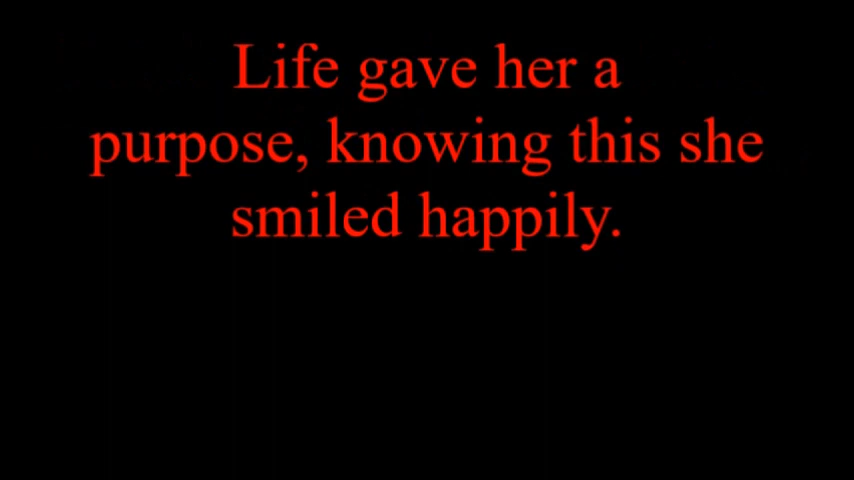 Life gave her a
purpose, knowing this she
smiled happily.